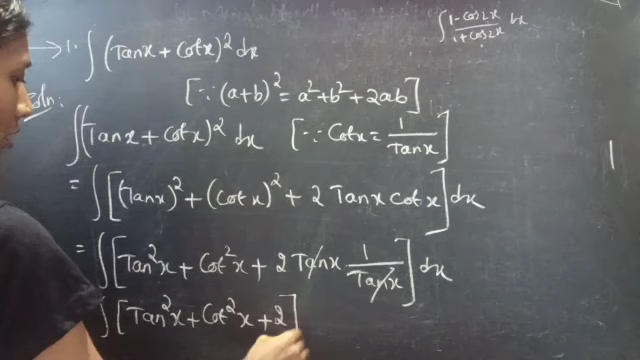 → 1. ∫ (Tanx + Cotx)² dx
∫ 1 - cos2x / 1 + cos2x dx
Soln:
[∵ (a+b)² = a² + b² + 2ab]
∫ (Tanx + Cotx)² dx [∵ Cotx = 1/Tanx]
= ∫ [(Tanx)² + (Cotx)² + 2 Tanx Cotx] dx
= ∫ [Tan²x + Cot²x + 2 Tanx · 1/Tanx] dx
∫ [Tan²x + Cot²x + 2]